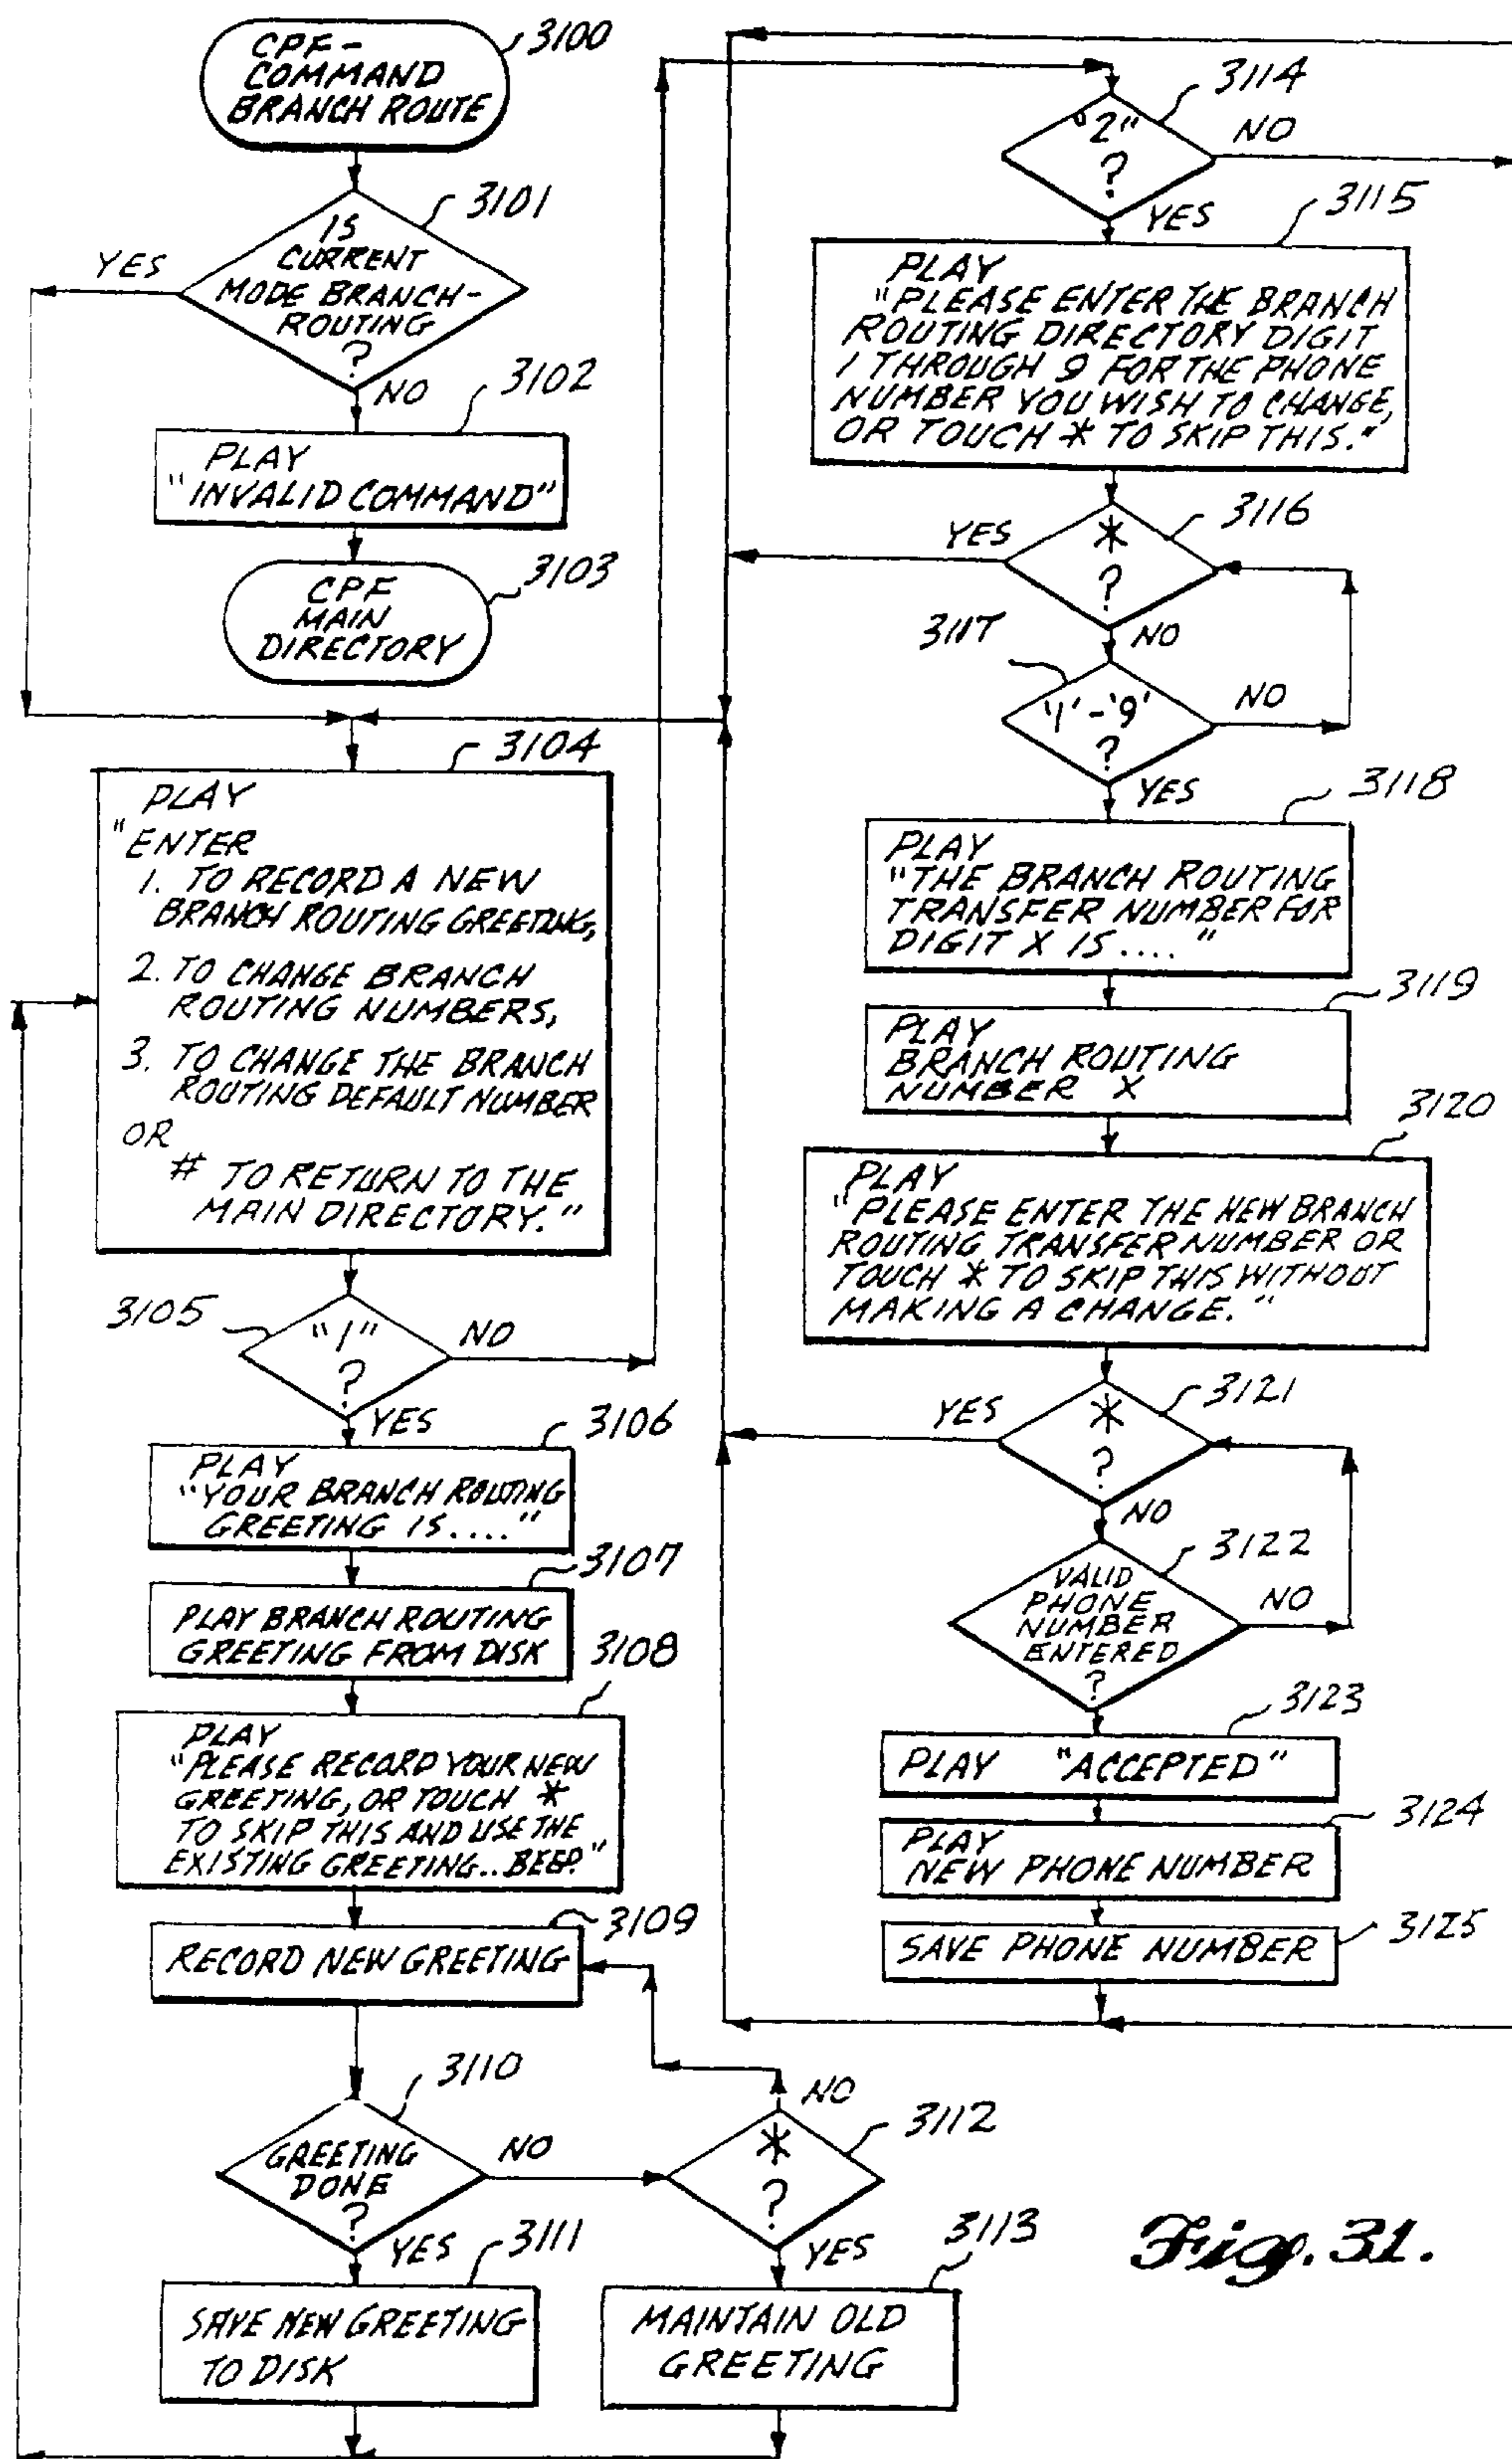 CPF-
COMMAND
BRANCH ROUTE
3100
IS
CURRENT
MODE BRANCH-
ROUTING
?
3101
YES
NO
3102
PLAY
"INVALID COMMAND"
CPF
MAIN
DIRECTORY
3103
3104
PLAY
"ENTER
1. TO RECORD A NEW
BRANCH ROUTING GREETING,
2. TO CHANGE BRANCH
ROUTING NUMBERS,
3. TO CHANGE THE BRANCH
ROUTING DEFAULT NUMBER
OR
# TO RETURN TO THE
MAIN DIRECTORY."
3105
"1"
?
NO
YES
3106
PLAY
"YOUR BRANCH ROUTING
GREETING IS...."
3107
PLAY BRANCH ROUTING
GREETING FROM DISK
3108
PLAY
"PLEASE RECORD YOUR NEW
GREETING, OR TOUCH *
TO SKIP THIS AND USE THE
EXISTING GREETING..BEEP."
3109
RECORD NEW GREETING
3110
GREETING
DONE
?
NO
YES
3111
SAVE NEW GREETING
TO DISK
3112
*
?
NO
YES
3113
MAINTAIN OLD
GREETING
3114
"2"
?
NO
YES
3115
PLAY
"PLEASE ENTER THE BRANCH
ROUTING DIRECTORY DIGIT
1 THROUGH 9 FOR THE PHONE
NUMBER YOU WISH TO CHANGE,
OR TOUCH * TO SKIP THIS."
3116
*
?
YES
NO
3117
'1'-'9'
?
NO
YES
3118
PLAY
"THE BRANCH ROUTING
TRANSFER NUMBER FOR
DIGIT X IS...."
3119
PLAY
BRANCH ROUTING
NUMBER X
3120
PLAY
"PLEASE ENTER THE NEW BRANCH
ROUTING TRANSFER NUMBER OR
TOUCH * TO SKIP THIS WITHOUT
MAKING A CHANGE."
3121
*
?
YES
NO
3122
VALID
PHONE
NUMBER
ENTERED
?
NO
3123
PLAY "ACCEPTED"
3124
PLAY
NEW PHONE NUMBER
3125
SAVE PHONE NUMBER
Fig. 31.